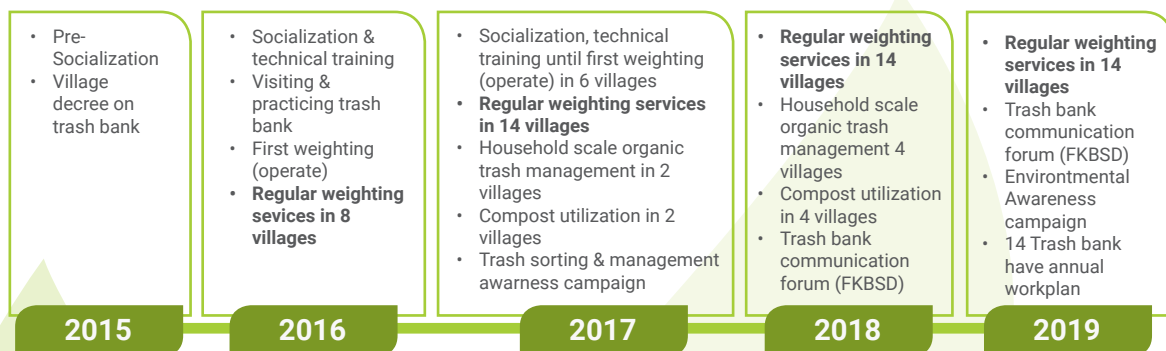 • Pre-
Socialization
• Village
decree on
trash bank
2015
• Socialization &
technical training
• Visiting &
practicing trash
bank
• First weighting
(operate)
• Regular weighting
sevices in 8
villages
2016
• Socialization, technical
training until first weighting
(operate) in 6 villages
• Regular weighting services
in 14 villages
• Household scale organic
trash management in 2
villages
• Compost utilization in 2
villages
• Trash sorting & management
awarness campaign
2017
• Regular weighting
services in 14
villages
• Household scale
organic trash
management 4
villages
• Compost utilization
in 4 villages
• Trash bank
communication
forum (FKBSD)
2018
• Regular weighting
services in 14
villages
• Trash bank
communication
forum (FKBSD)
• Environtmental
Awareness
campaign
• 14 Trash bank
have annual
workplan
2019